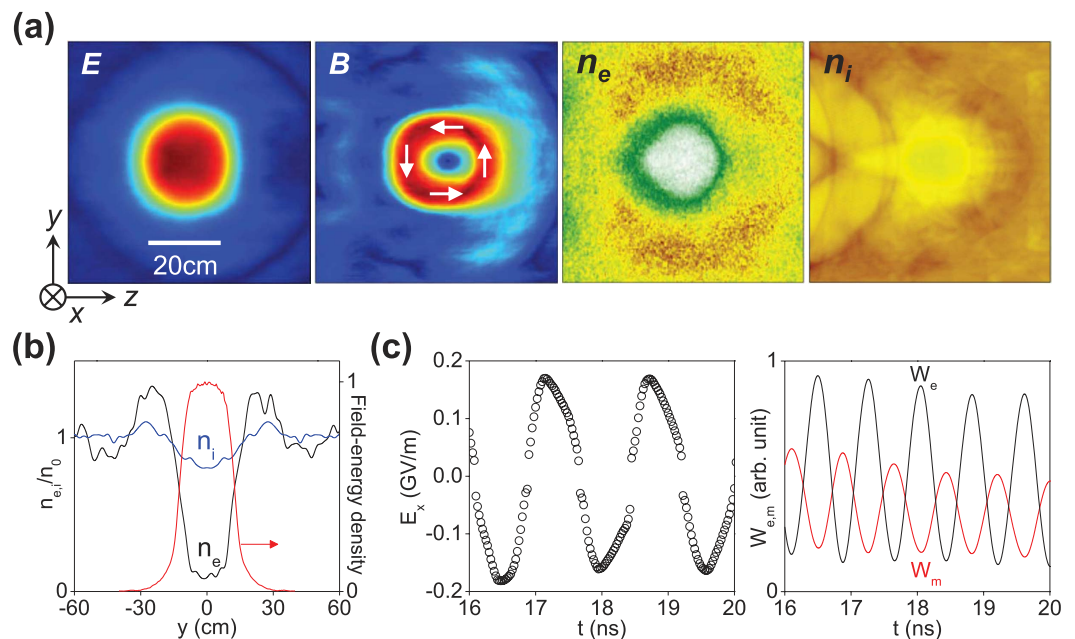 (a)
E
B
n_e
n_i
20cm
y
x
z
(b)
1
0
n_{e,i}/n_0
n_i
n_e
1
0
Field-energy density
-60 -30 0 30 60
y (cm)
(c)
0.2
0.1
0.0
-0.1
-0.2
E_x (GV/m)
16 17 18 19 20
t (ns)
1
0
W_{e,m} (arb. unit)
W_e
W_m
16 17 18 19 20
t (ns)